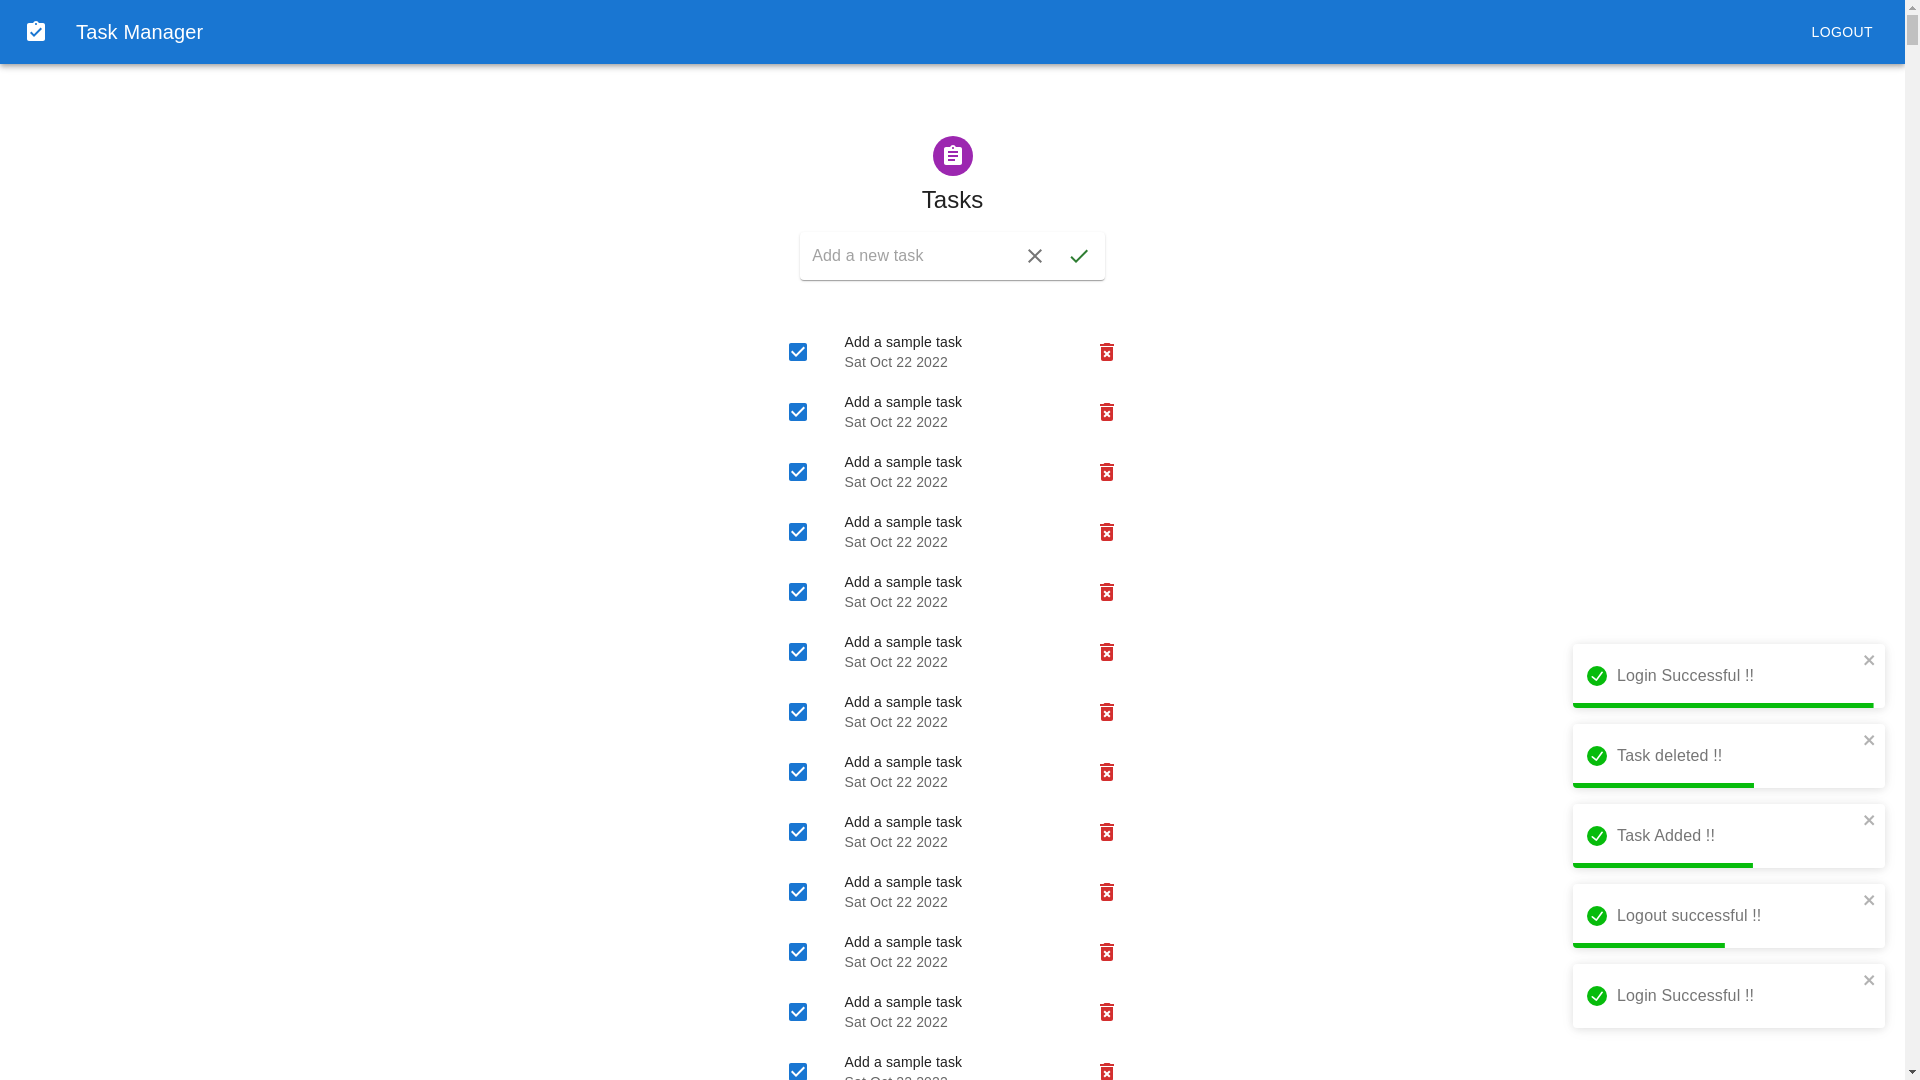 Task Manager
LOGOUT
Tasks
Add a new task
Add a sample task
Sat Oct 22 2022
Add a sample task
Sat Oct 22 2022
Add a sample task
Sat Oct 22 2022
Add a sample task
Sat Oct 22 2022
Add a sample task
Sat Oct 22 2022
Add a sample task
Sat Oct 22 2022
Add a sample task
Sat Oct 22 2022
Add a sample task
Sat Oct 22 2022
Add a sample task
Sat Oct 22 2022
Add a sample task
Sat Oct 22 2022
Add a sample task
Sat Oct 22 2022
Add a sample task
Sat Oct 22 2022
Add a sample task
Login Successful !!
Task deleted !!
Task Added !!
Logout successful !!
Login Successful !!